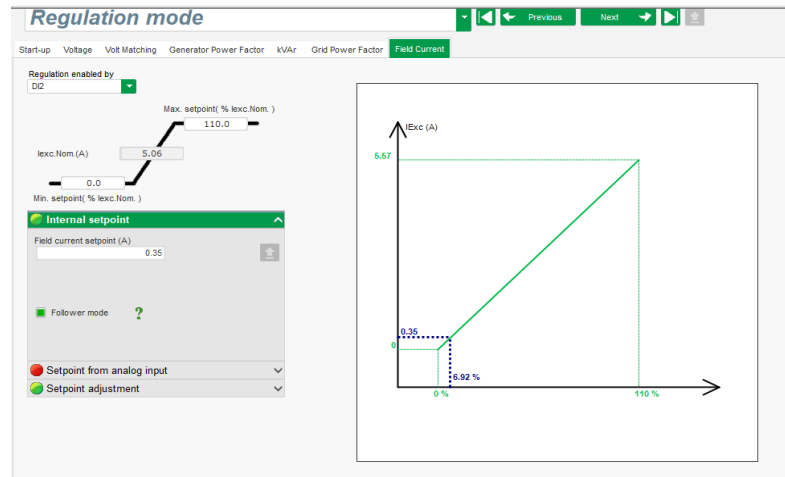 Regulation mode
Previous
Next
Start-up Voltage Volt Matching Generator Power Factor kVAr Grid Power Factor Field Current
Regulation enabled by
DI2
Max. setpoint( % Iexc.Nom. )
110.0
Iexc.Nom.(A)
5.06
0.0
Min. setpoint( % Iexc.Nom. )
Internal setpoint
Field current setpoint (A)
0.35
Follower mode ?
Setpoint from analog input
Setpoint adjustment
IExc (A)
5.57
0.35
0
6.92 %
0 %
110 %